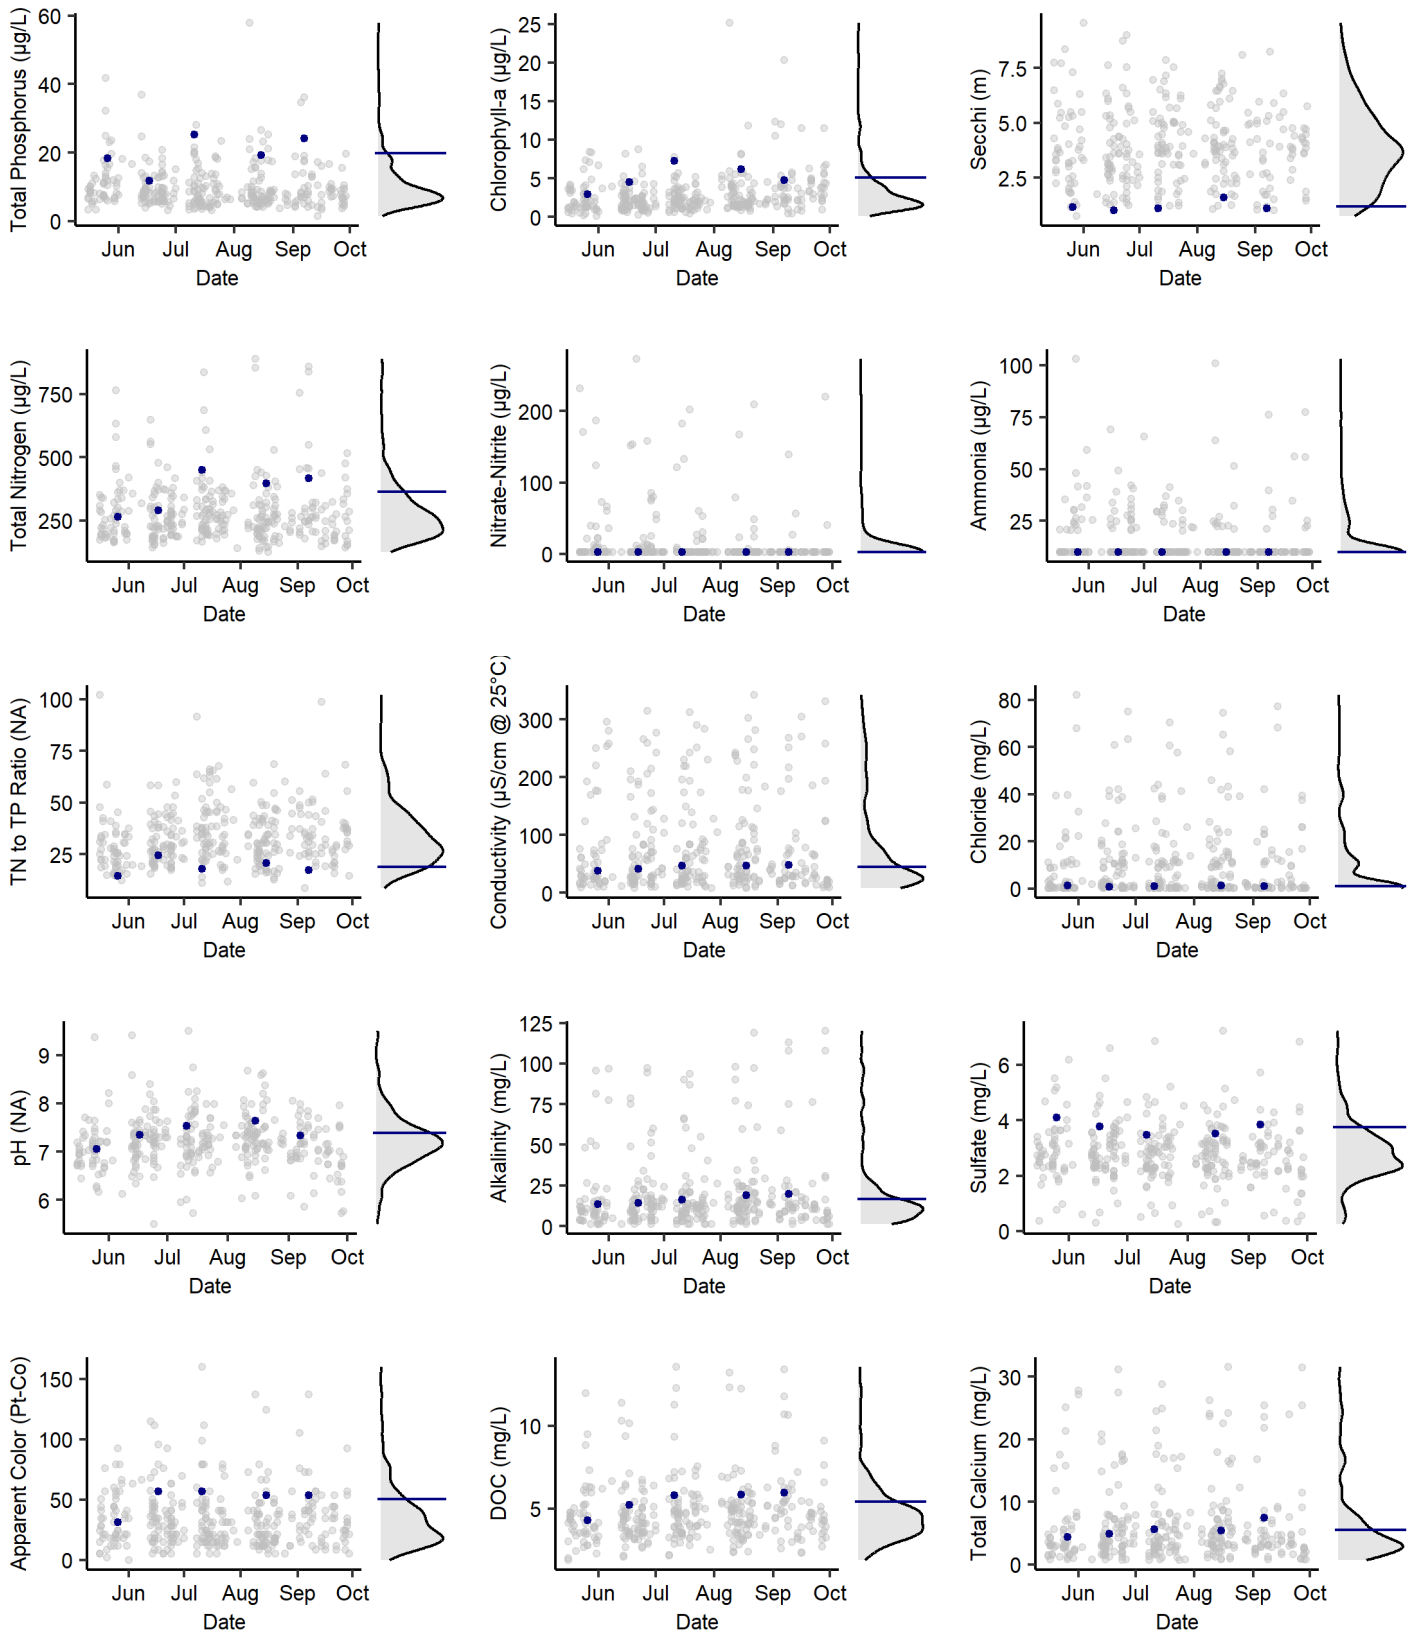 Total Phosphorus (µg/L)
60
40
20
0
Jun Jul Aug Sep Oct
Date
Chlorophyll-a (µg/L)
25
20
15
10
5
0
Jun Jul Aug Sep Oct
Date
Secchi (m)
7.5
5.0
2.5
Jun Jul Aug Sep Oct
Date
Total Nitrogen (µg/L)
750
500
250
Jun Jul Aug Sep Oct
Date
Nitrate-Nitrite (µg/L)
200
100
0
Jun Jul Aug Sep Oct
Date
Ammonia (µg/L)
100
75
50
25
Jun Jul Aug Sep Oct
Date
TN to TP Ratio (NA)
100
75
50
25
Jun Jul Aug Sep Oct
Date
Conductivity (µS/cm @ 25°C)
300
200
100
0
Jun Jul Aug Sep Oct
Date
Chloride (mg/L)
80
60
40
20
0
Jun Jul Aug Sep Oct
Date
pH (NA)
9
8
7
6
Jun Jul Aug Sep Oct
Date
Alkalinity (mg/L)
125
100
75
50
25
0
Jun Jul Aug Sep Oct
Date
Sulfate (mg/L)
6
4
2
0
Jun Jul Aug Sep Oct
Date
Apparent Color (Pt-Co)
150
100
50
0
Jun Jul Aug Sep Oct
Date
DOC (mg/L)
10
5
Jun Jul Aug Sep Oct
Date
Total Calcium (mg/L)
30
20
10
0
Jun Jul Aug Sep Oct
Date